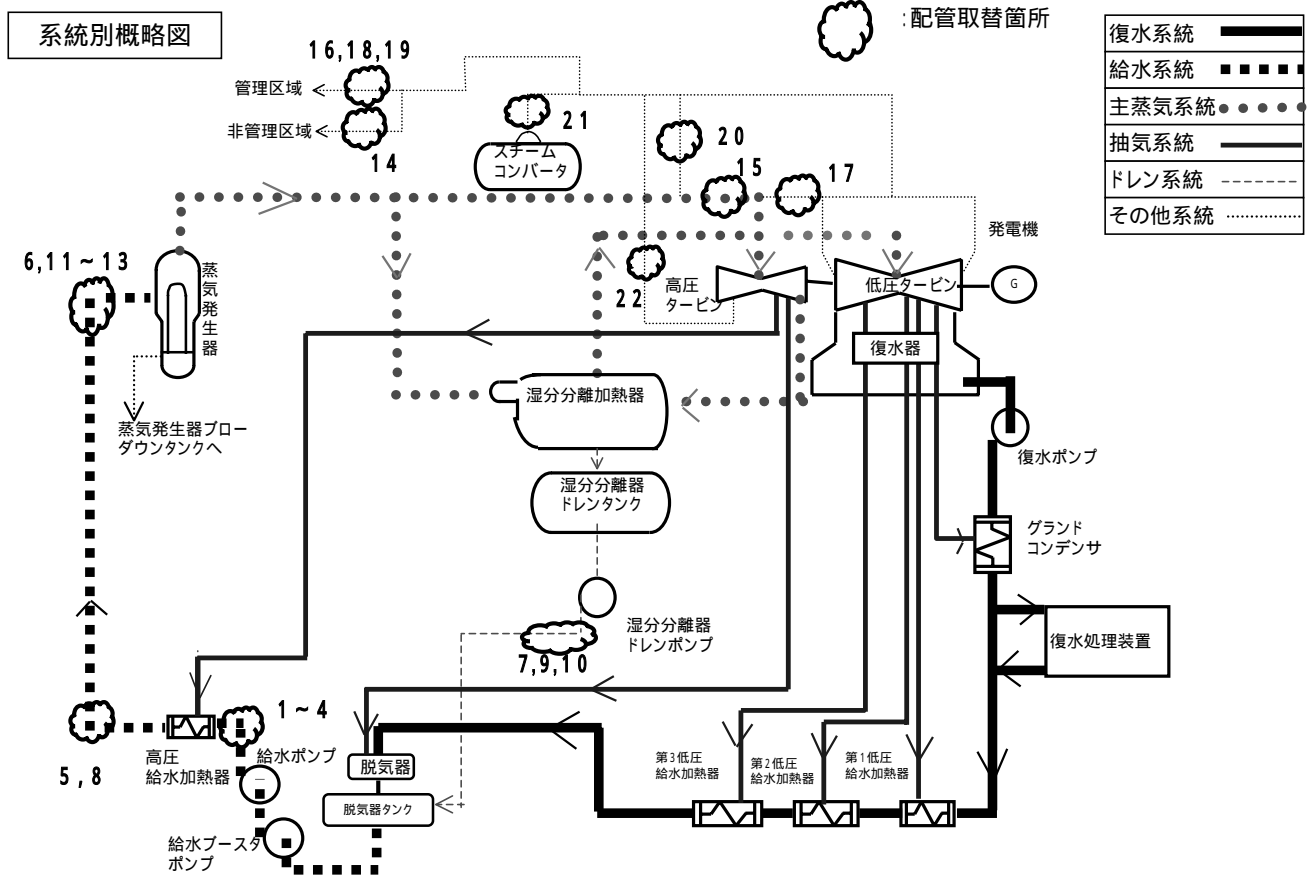 系統別概略図
:配管取替箇所
復水系統
給水系統
主蒸気系統
抽気系統
ドレン系統
その他系統
16,18,19
管理区域
非管理区域
14
スチーム
コンバータ
21
20
15
17
発電機
G
6,11～13
蒸気発生器
22
高圧
タービン
低圧タービン
復水器
湿分分離加熱器
蒸気発生器ブロー
ダウンタンクへ
復水ポンプ
湿分分離器
ドレンタンク
グランド
コンデンサ
湿分分離器
ドレンポンプ
復水処理装置
7,9,10
1～4
5,8
高圧
給水加熱器
給水ポンプ
脱気器
脱気器タンク
第3低圧
給水加熱器
第2低圧
給水加熱器
第1低圧
給水加熱器
給水ブースタ
ポンプ